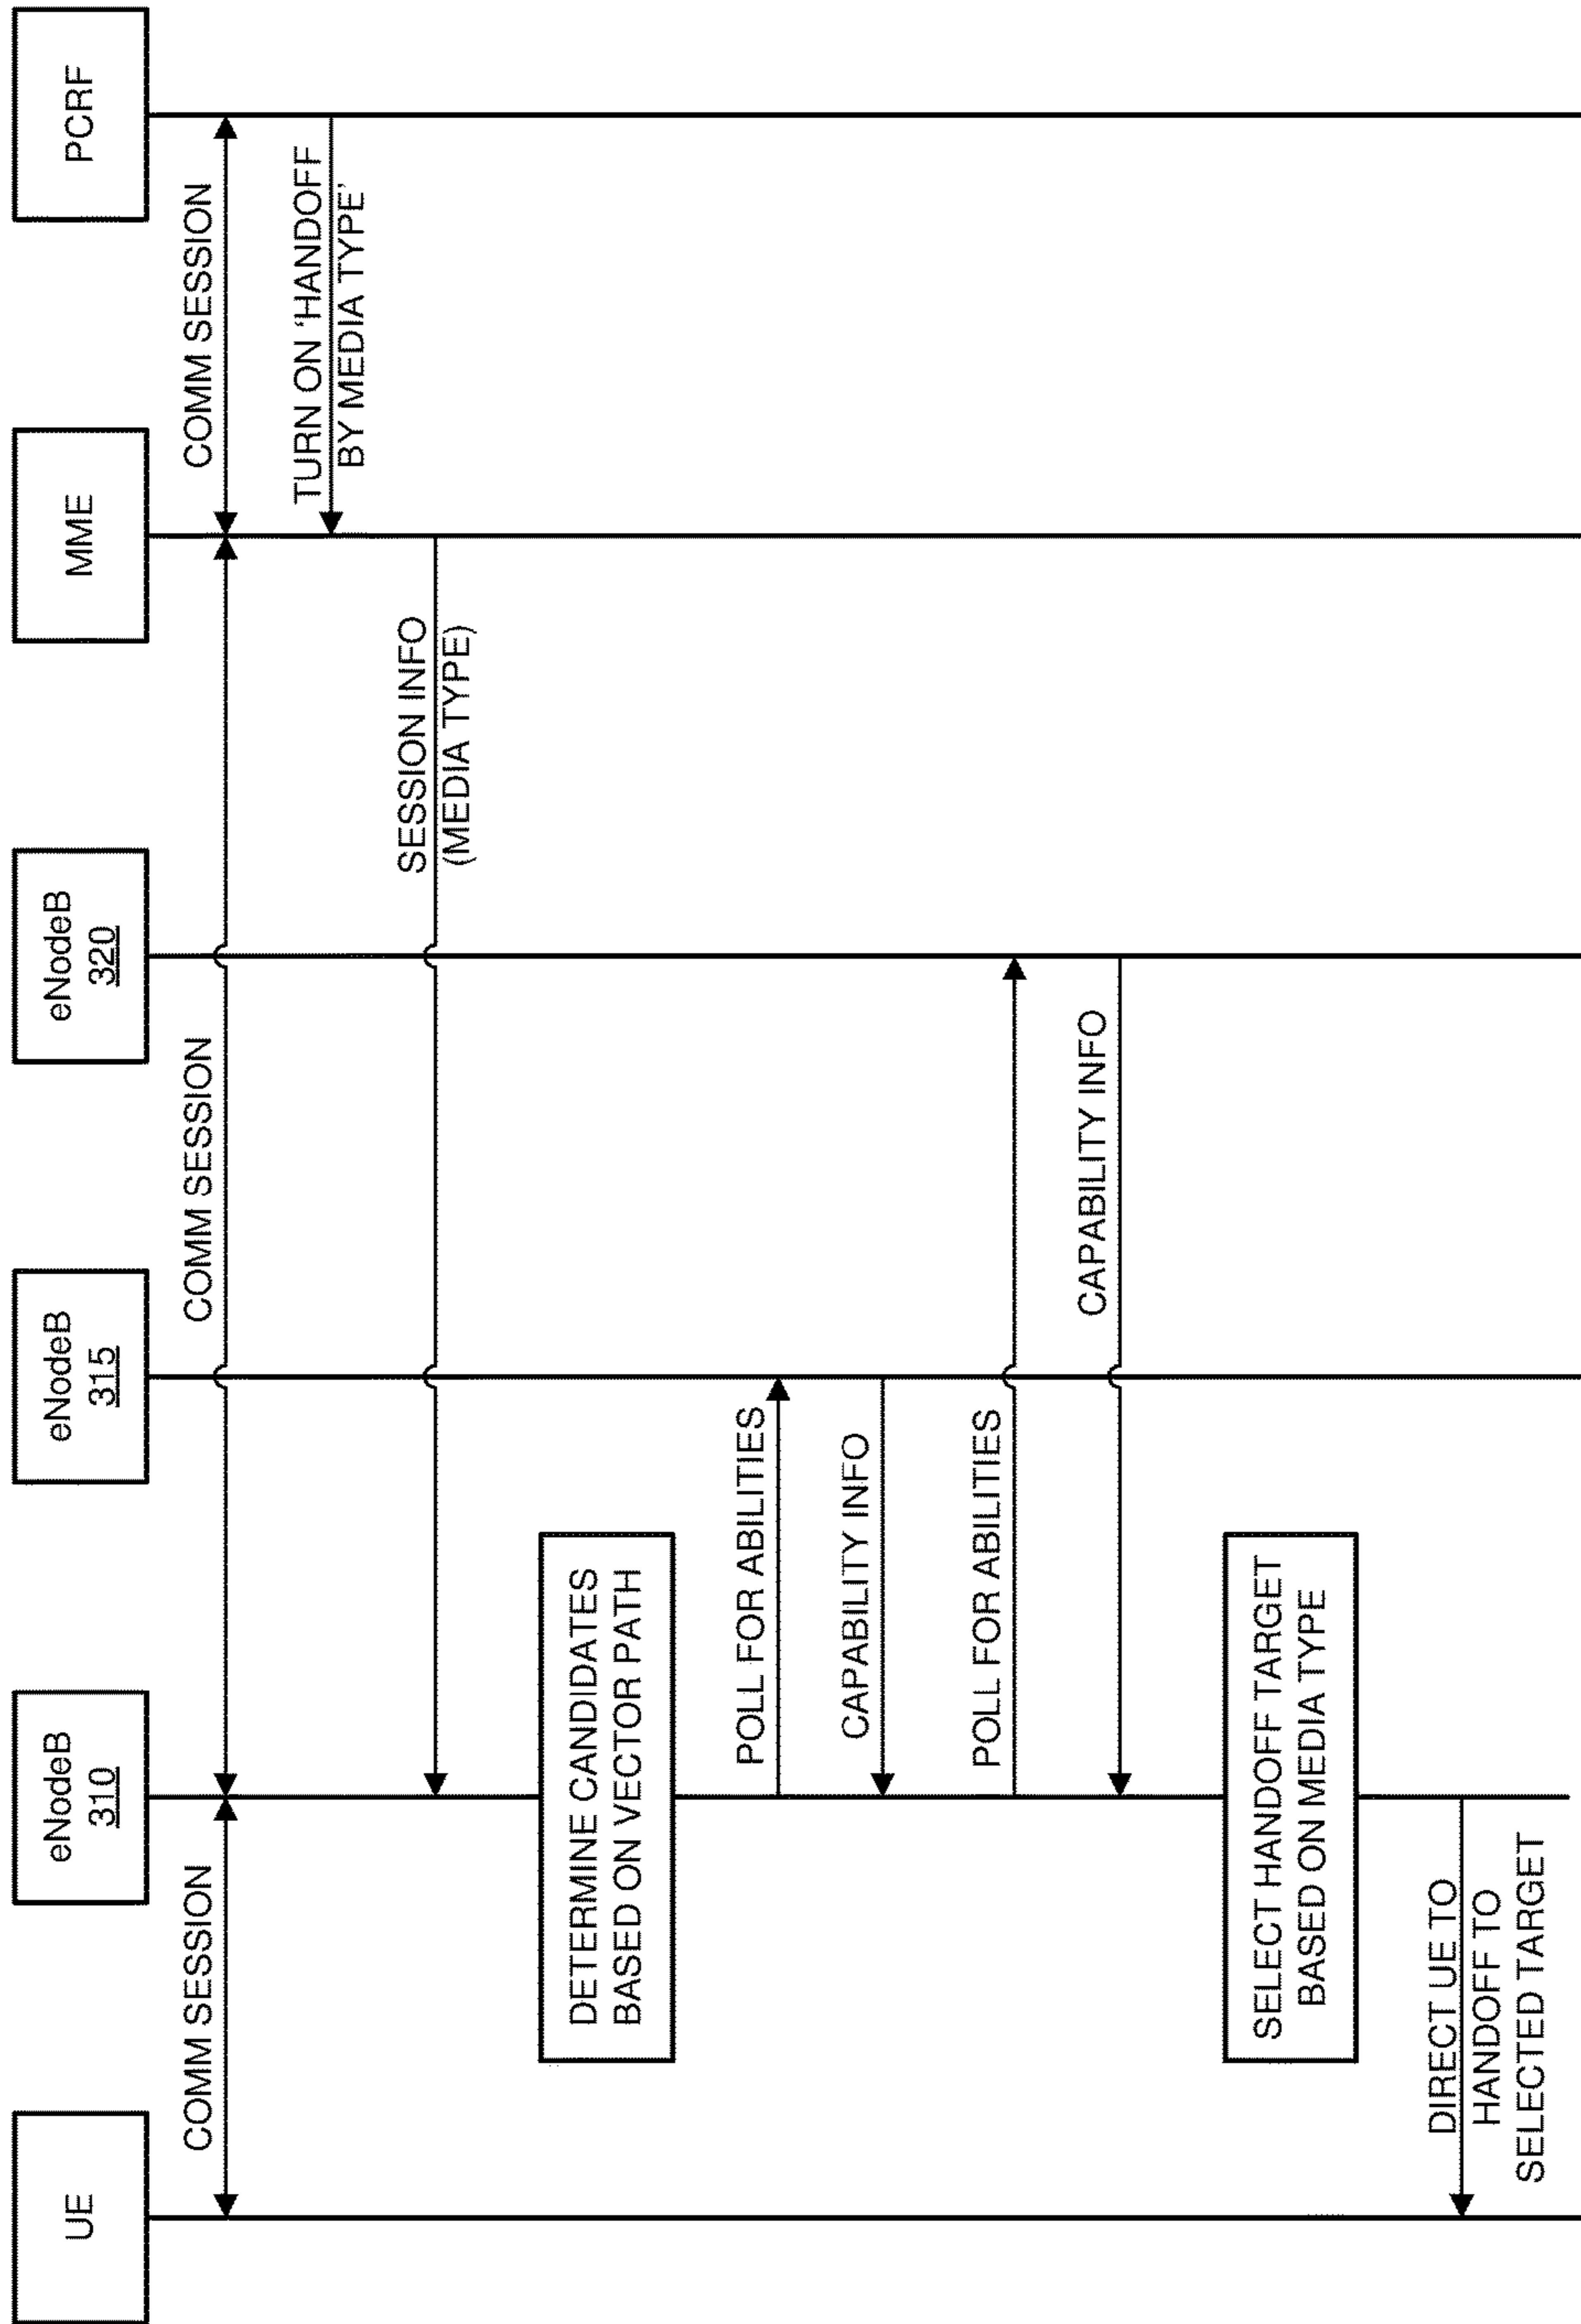 UE
eNodeB
310
eNodeB
315
eNodeB
320
MME
PCRF
COMM SESSION
COMM SESSION
COMM SESSION
TURN ON ‘HANDOFF
BY MEDIA TYPE’
SESSION INFO
(MEDIA TYPE)
DETERMINE CANDIDATES
BASED ON VECTOR PATH
POLL FOR ABILITIES
CAPABILITY INFO
POLL FOR ABILITIES
CAPABILITY INFO
SELECT HANDOFF TARGET
BASED ON MEDIA TYPE
DIRECT UE TO
HANDOFF TO
SELECTED TARGET